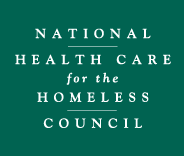 NATIONAL
HEALTH CARE
for the
HOMELESS
COUNCIL